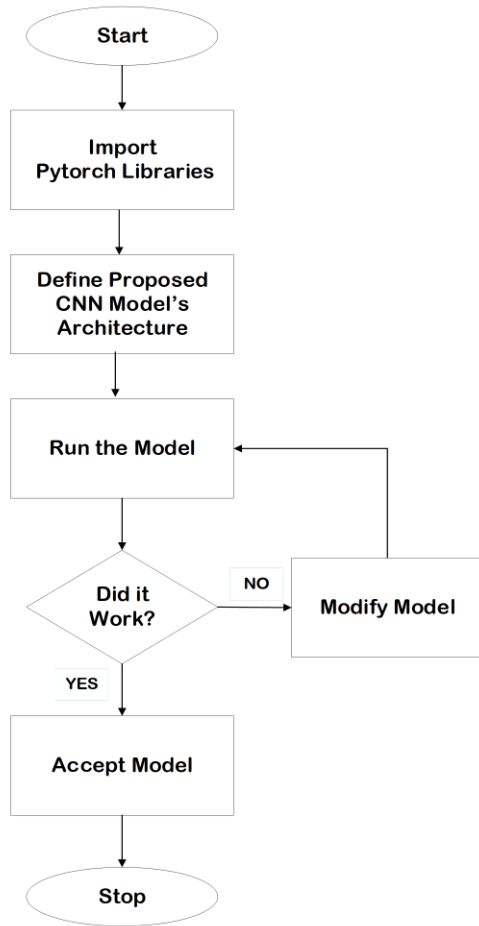 Start
Import
Pytorch Libraries
Define Proposed
CNN Model's
Architecture
Run the Model
Did it
Work?
NO
Modify Model
YES
Accept Model
Stop